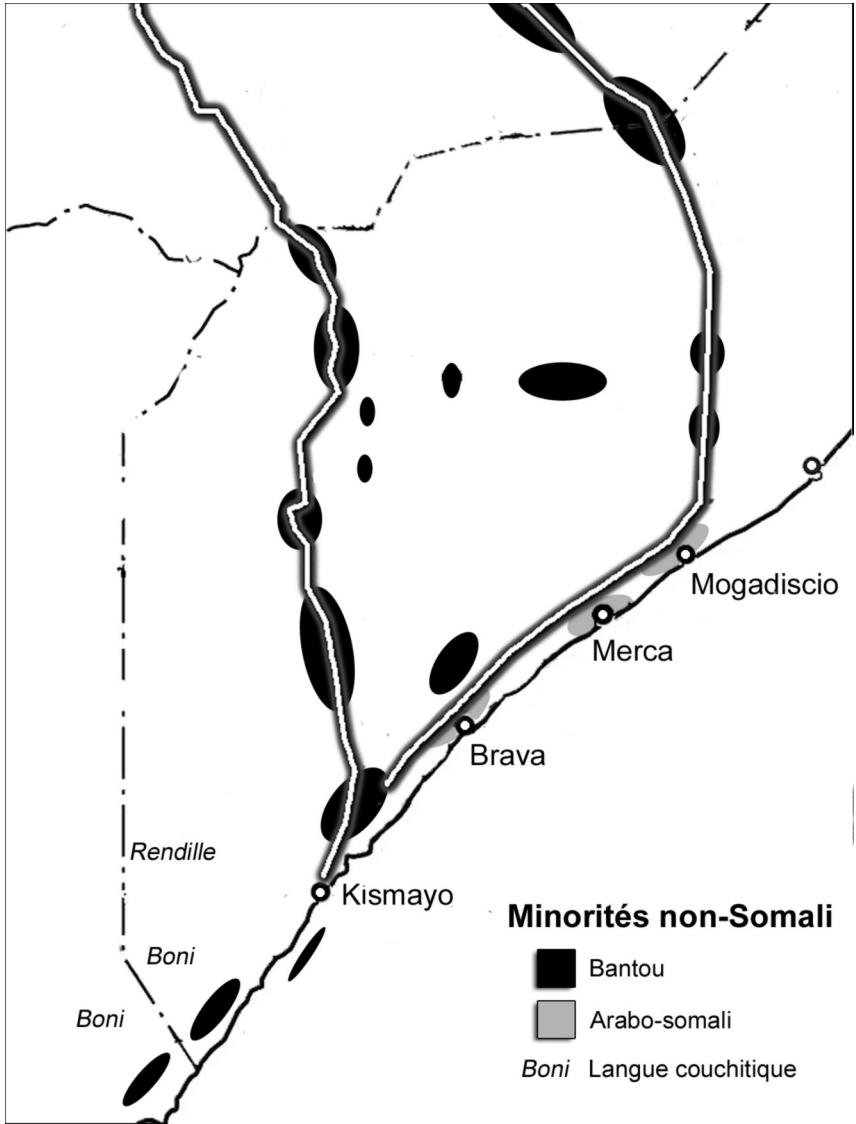 Mogadiscio
Merca
Brava
Rendille
Kismayo
Boni
Boni
Minorités non-Somali
Bantou
Arabo-somali
Boni Langue couchitique